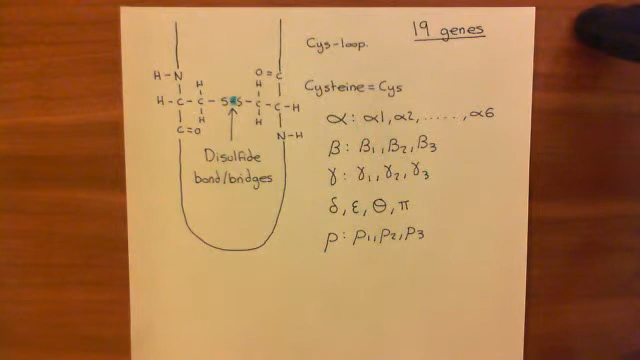 19 genes
Cys-loop.
Cysteine = Cys
H-N
O=C
H
H
H-C-C-S-S-C-C-H
H
H
C=O
N-H
Disulfide
bond/bridges
α: α1, α2, ......, α6
β: β1, β2, β3
γ: γ1, γ2, γ3
δ, ε, θ, π
ρ: ρ1, ρ2, ρ3